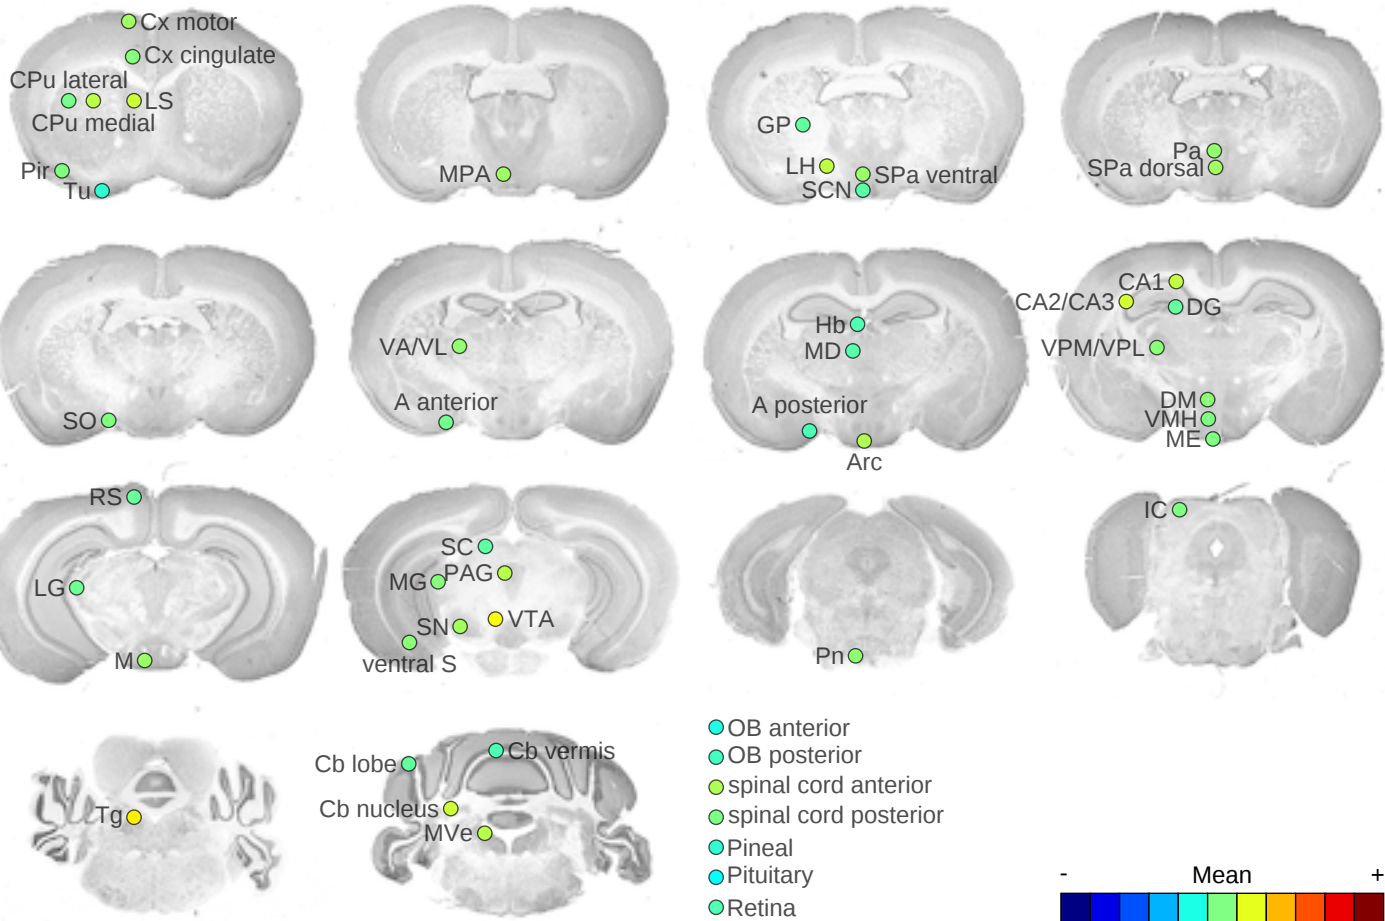 Cx motor
Cx cingulate
CPu lateral
LS
CPu medial
Pir
Tu
MPA
GP
LH
SPa ventral
SCN
Pa
SPa dorsal
SO
VA/VL
A anterior
Hb
MD
A posterior
Arc
CA1
CA2/CA3
DG
VPM/VPL
DM
VMH
ME
RS
LG
M
SC
PAG
MG
VTA
SN
ventral S
Pn
IC
Tg
Cb lobe
Cb vermis
Cb nucleus
MVe
OB anterior
OB posterior
spinal cord anterior
spinal cord posterior
Pineal
Pituitary
Retina
- Mean +